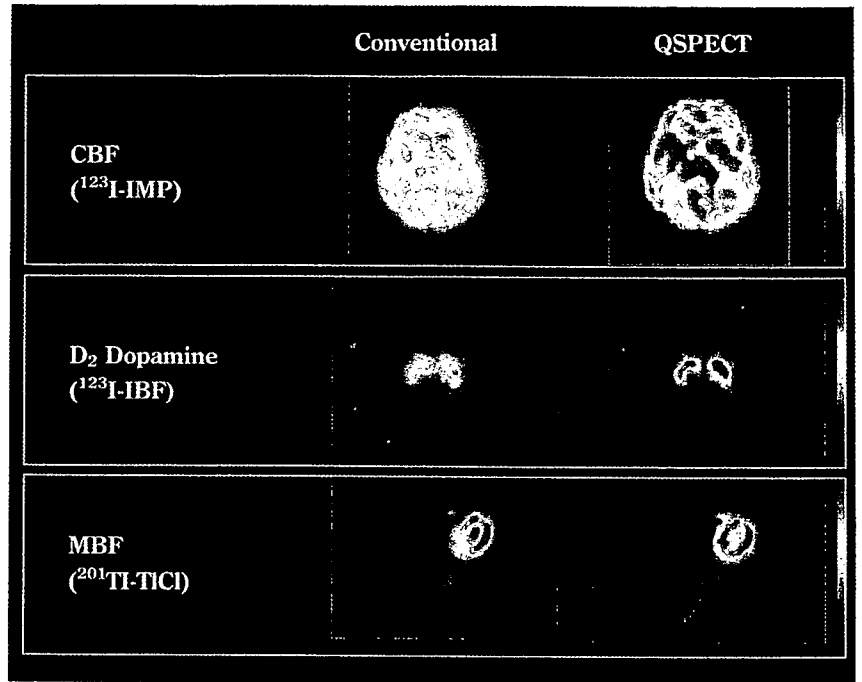 Conventional QSPECT
CBF
(¹²³I-IMP)
D₂ Dopamine
(¹²³I-IBF)
MBF
(²⁰¹Tl-TlCl)